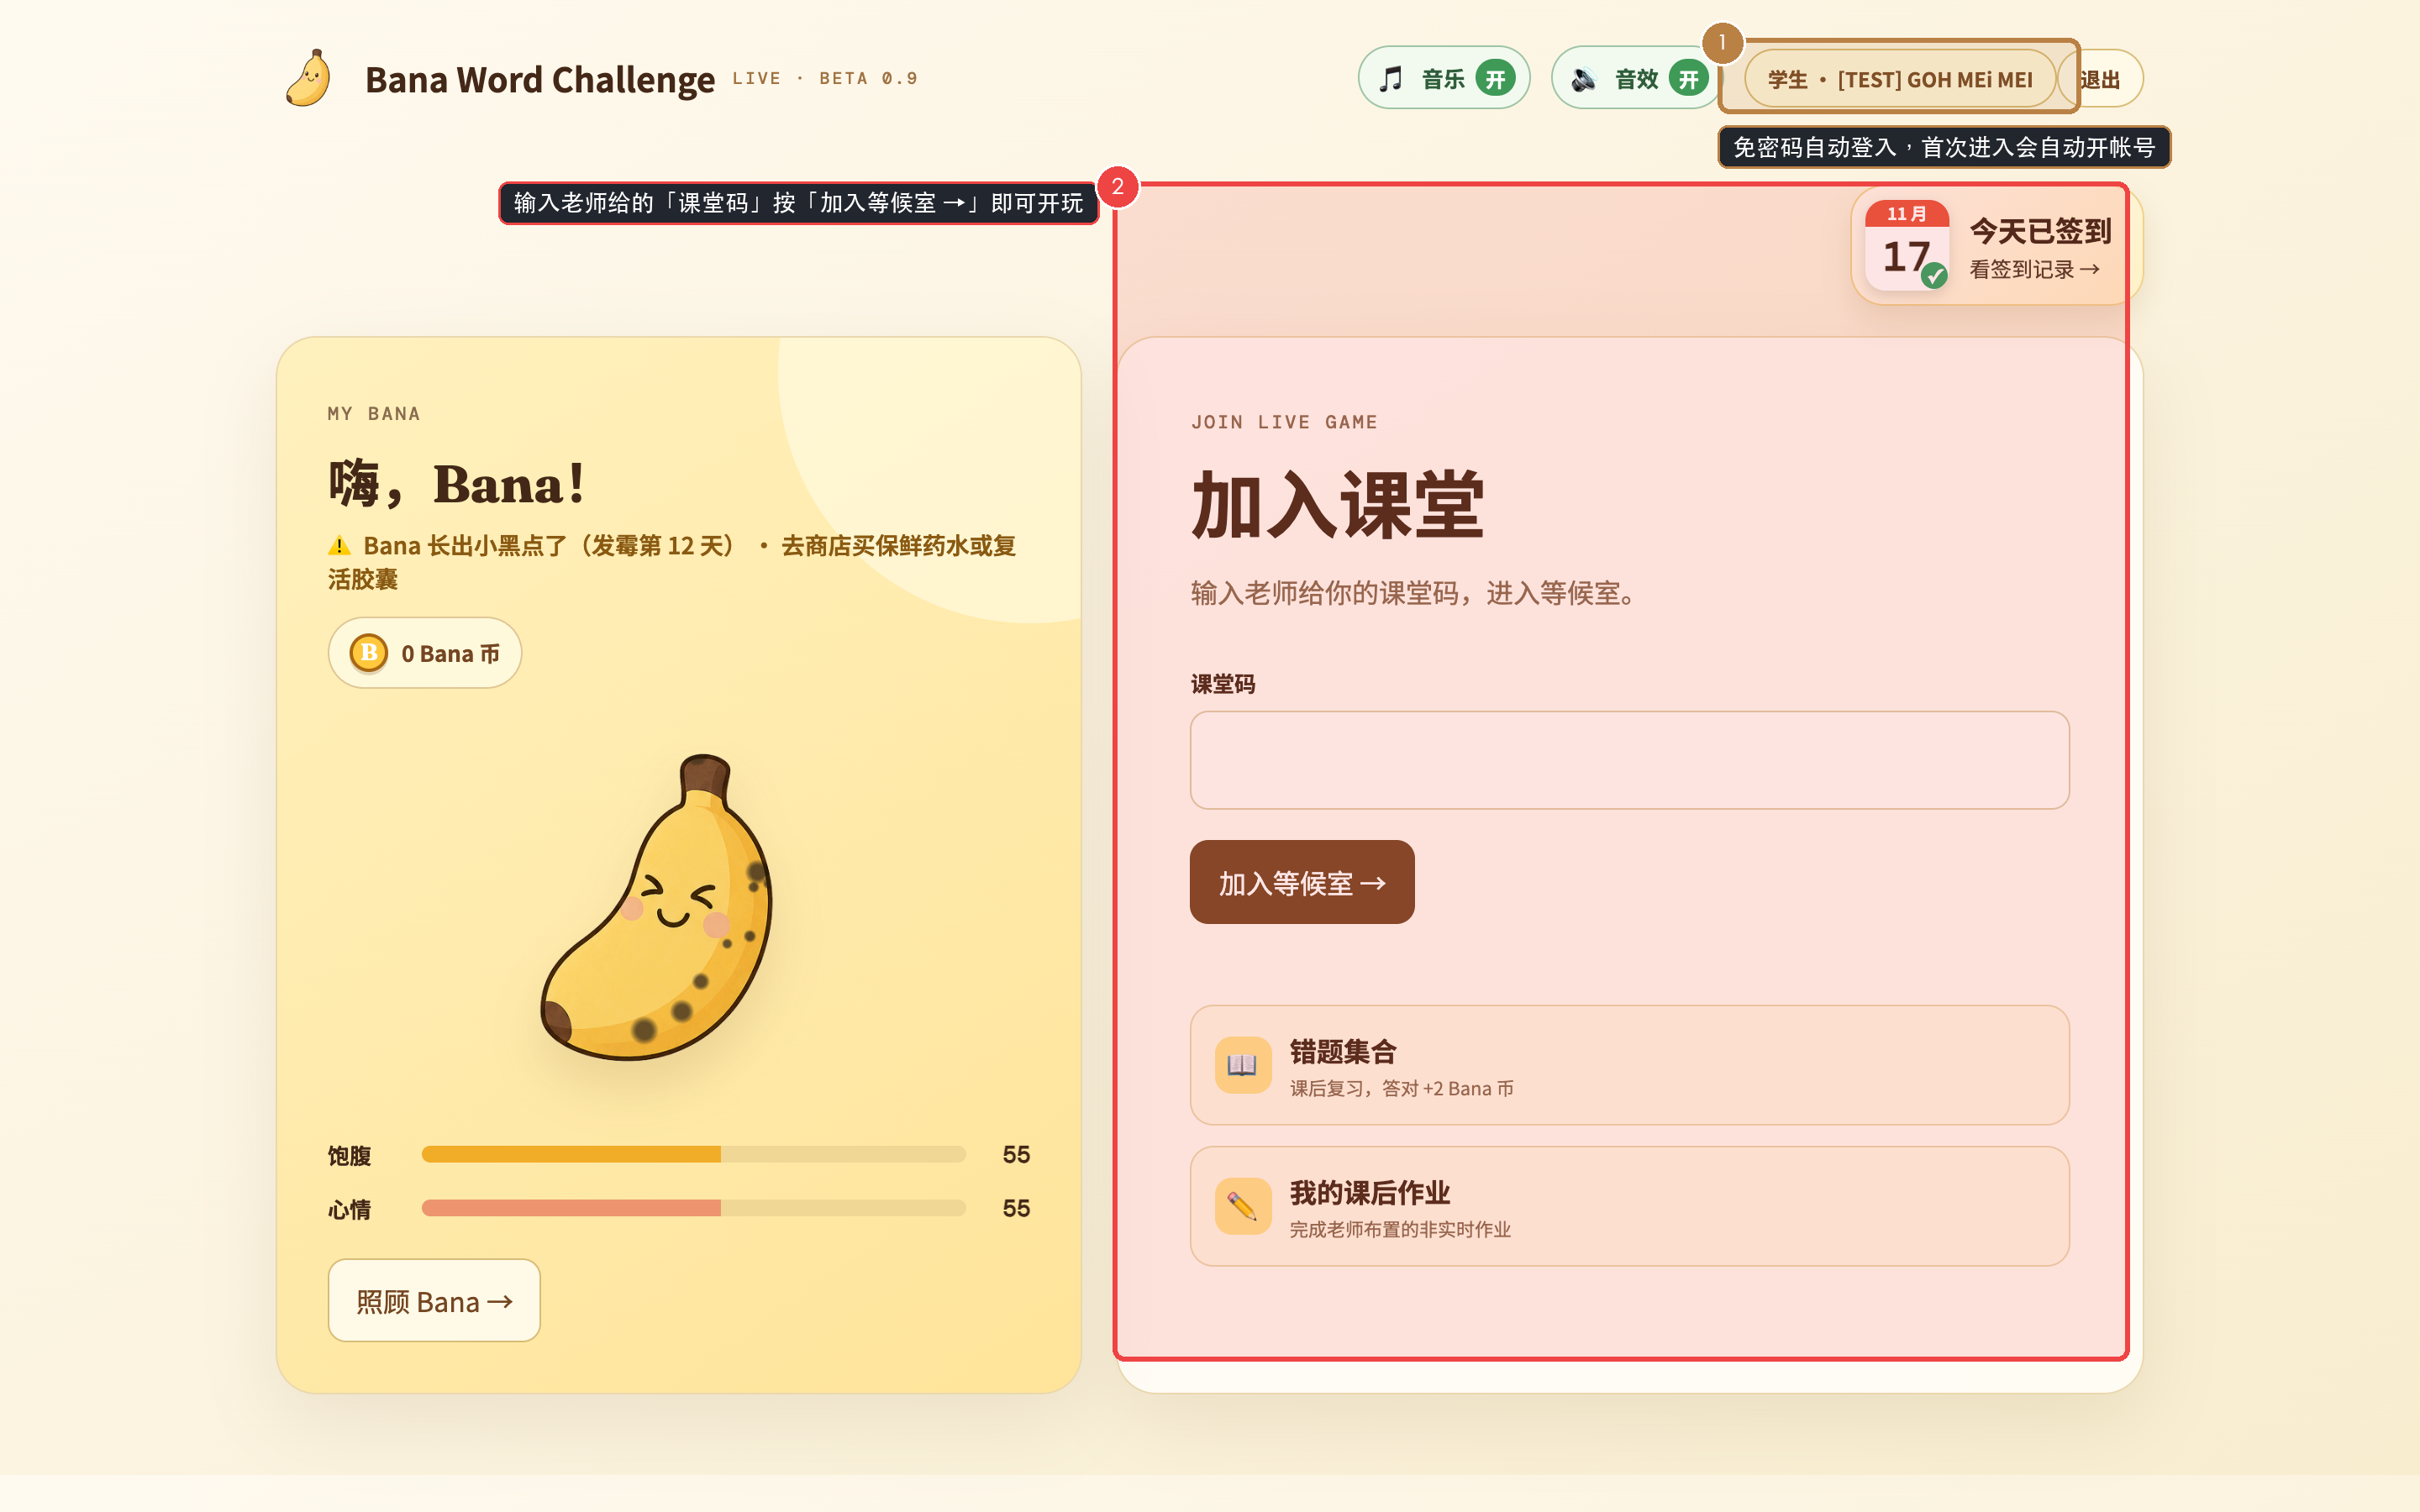 Bana Word Challenge LIVE · BETA 0.9
音乐 开
音效 开
1
学生 · [TEST] GOH MEi MEI
退出
免密码自动登入，首次进入会自动开帐号
输入老师给的「课堂码」按「加入等候室 →」即可开玩
2
11 月
17
今天已签到
看签到记录 →
MY BANA
嗨，Bana！
Bana 长出小黑点了（发霉第 12 天） · 去商店买保鲜药水或复
活胶囊
B 0 Bana 币
饱腹 55
心情 55
照顾 Bana →
JOIN LIVE GAME
加入课堂
输入老师给你的课堂码，进入等候室。
课堂码
加入等候室 →
错题集合
课后复习，答对 +2 Bana 币
我的课后作业
完成老师布置的非实时作业